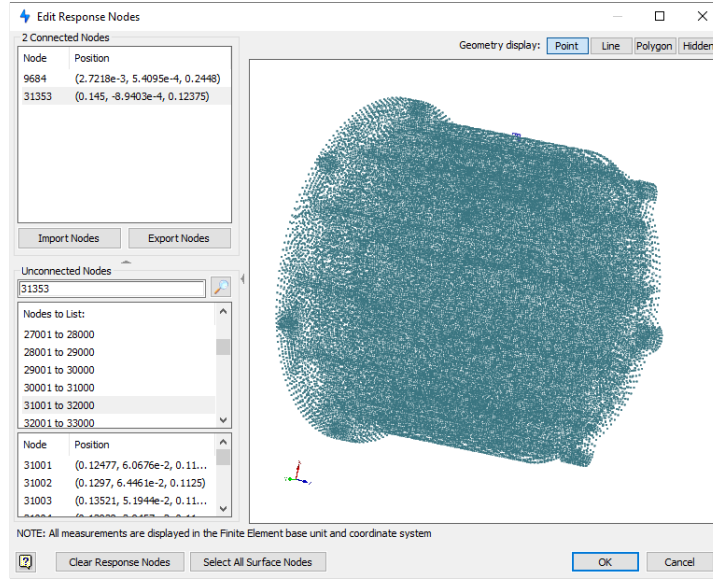 Edit Response Nodes
2 Connected Nodes
Node Position
9684 (2.7218e-3, 5.4095e-4, 0.2448)
31353 (0.145, -8.9403e-4, 0.12375)
Import Nodes Export Nodes
Geometry display: Point Line Polygon Hidden
Unconnected Nodes
31353
Nodes to List:
27001 to 28000
28001 to 29000
29001 to 30000
30001 to 31000
31001 to 32000
32001 to 33000
Node Position
31001 (0.12477, 6.0676e-2, 0.11...
31002 (0.1297, 6.4461e-2, 0.1125)
31003 (0.13521, 5.1944e-2, 0.11...
NOTE: All measurements are displayed in the Finite Element base unit and coordinate system
Clear Response Nodes Select All Surface Nodes OK Cancel